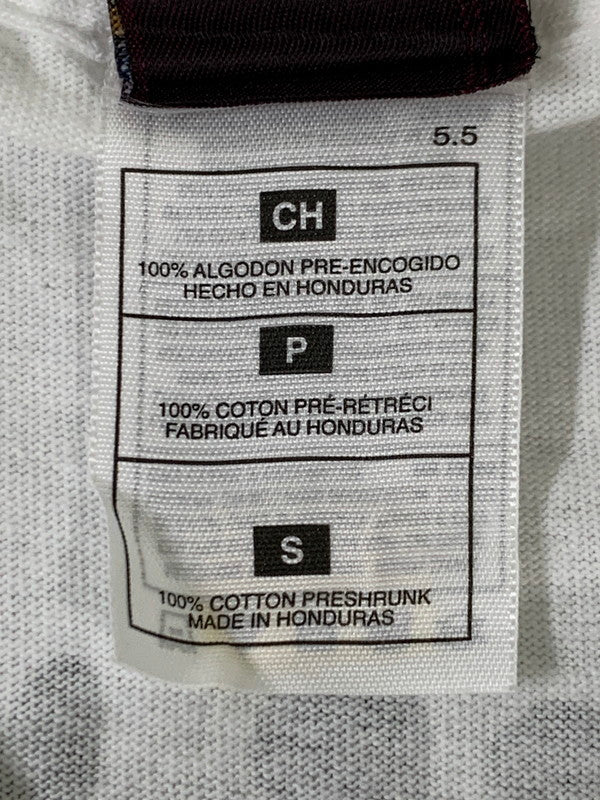 5.5
CH
100% ALGODON PRE-ENCOGIDO
HECHO EN HONDURAS
P
100% COTON PRÉ-RÉTRÉCI
FABRIQUÉ AU HONDURAS
S
100% COTTON PRESHRUNK
MADE IN HONDURAS